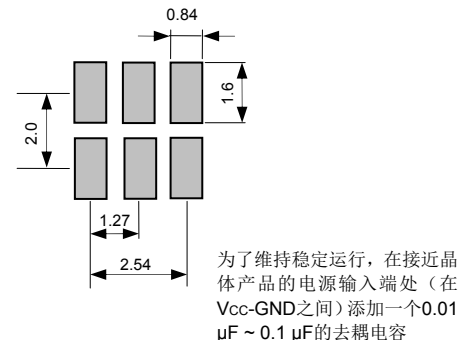 0.84
1.6
2.0
1.27
2.54
为了维持稳定运行，在接近晶
体产品的电源输入端处（在
Vcc-GND之间）添加一个0.01
µF ~ 0.1 µF的去耦电容